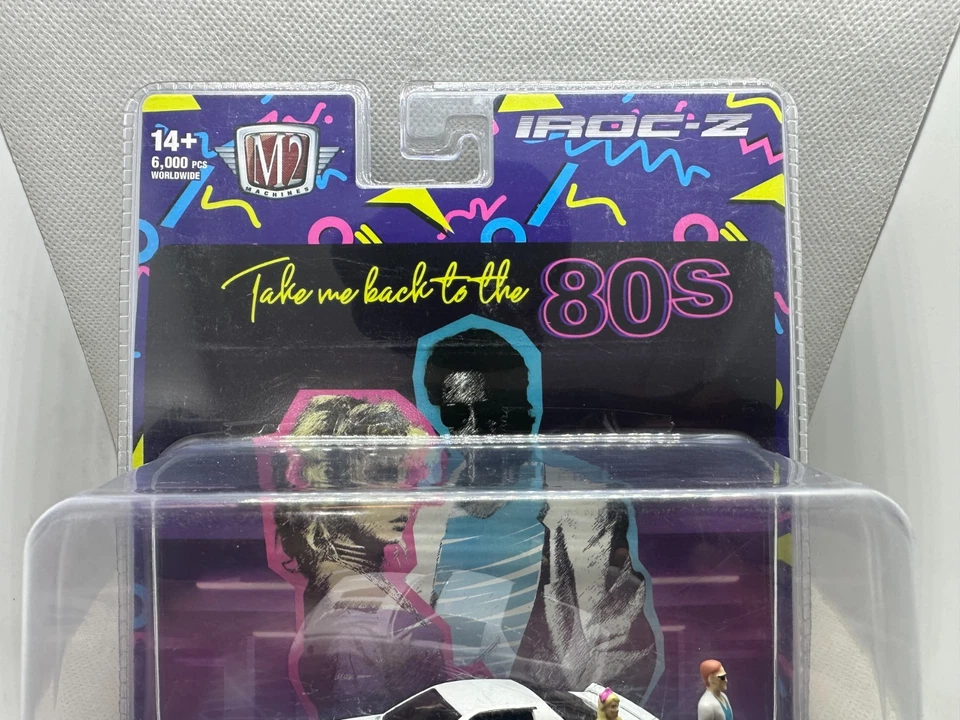 14+
6,000 PCS
WORLDWIDE
M2
MACHINES
IROC-Z
Take me back to the 80s